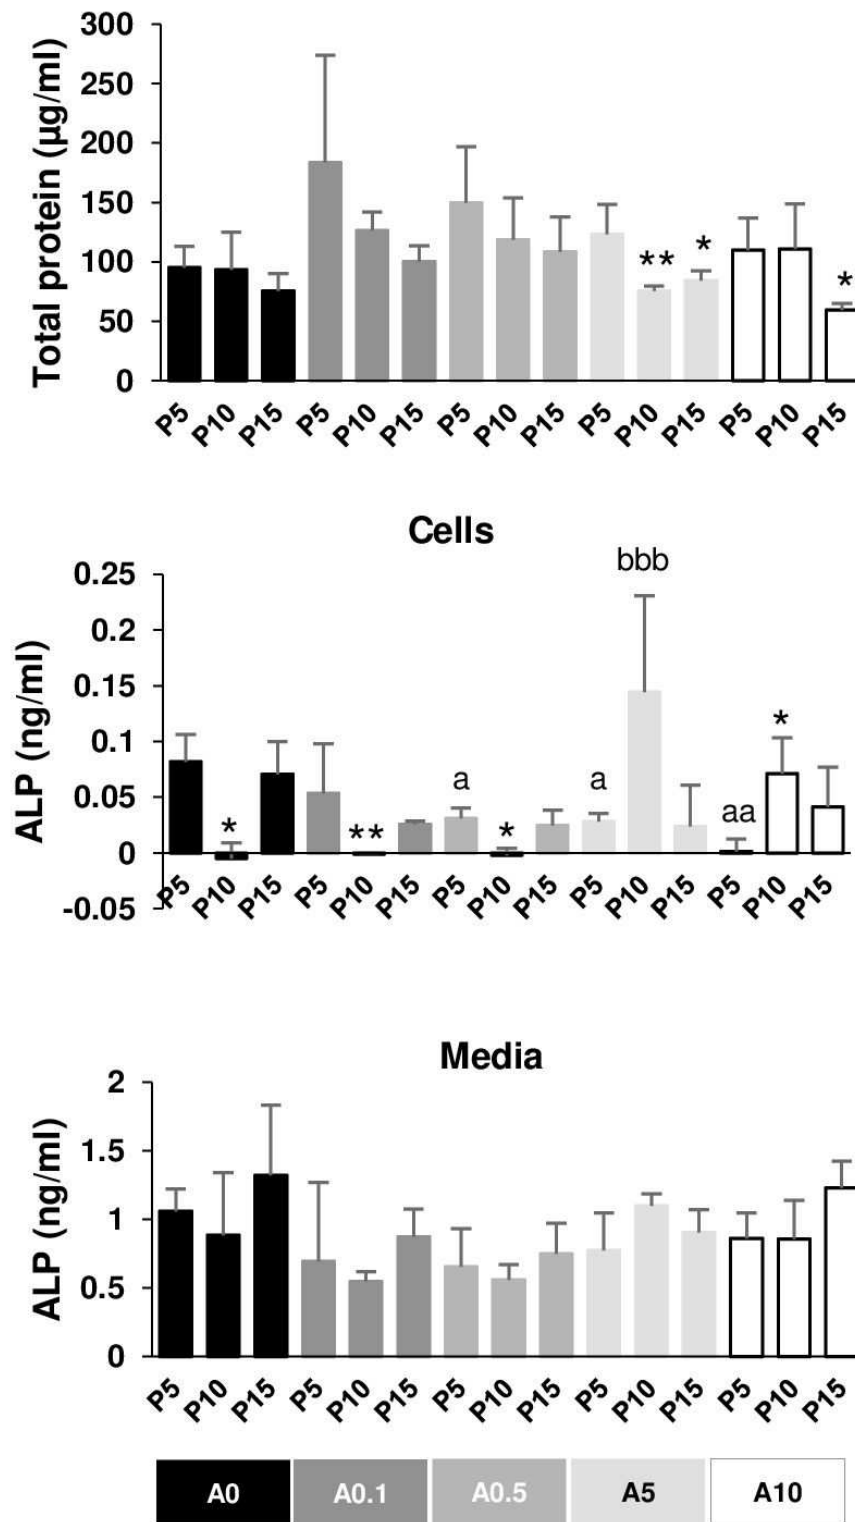 300
250
200
150
100
50
0
Total protein (µg/ml)
** * *
P5 P10 P15 P5 P10 P15 P5 P10 P15 P5 P10 P15 P5 P10 P15
Cells
0.25
0.2
0.15
0.1
0.05
0
-0.05
ALP (ng/ml)
* ** a * a bbb aa *
P5 P10 P15 P5 P10 P15 P5 P10 P15 P5 P10 P15 P5 P10 P15
Media
2
1.5
1
0.5
0
ALP (ng/ml)
P5 P10 P15 P5 P10 P15 P5 P10 P15 P5 P10 P15 P5 P10 P15
A0 A0.1 A0.5 A5 A10